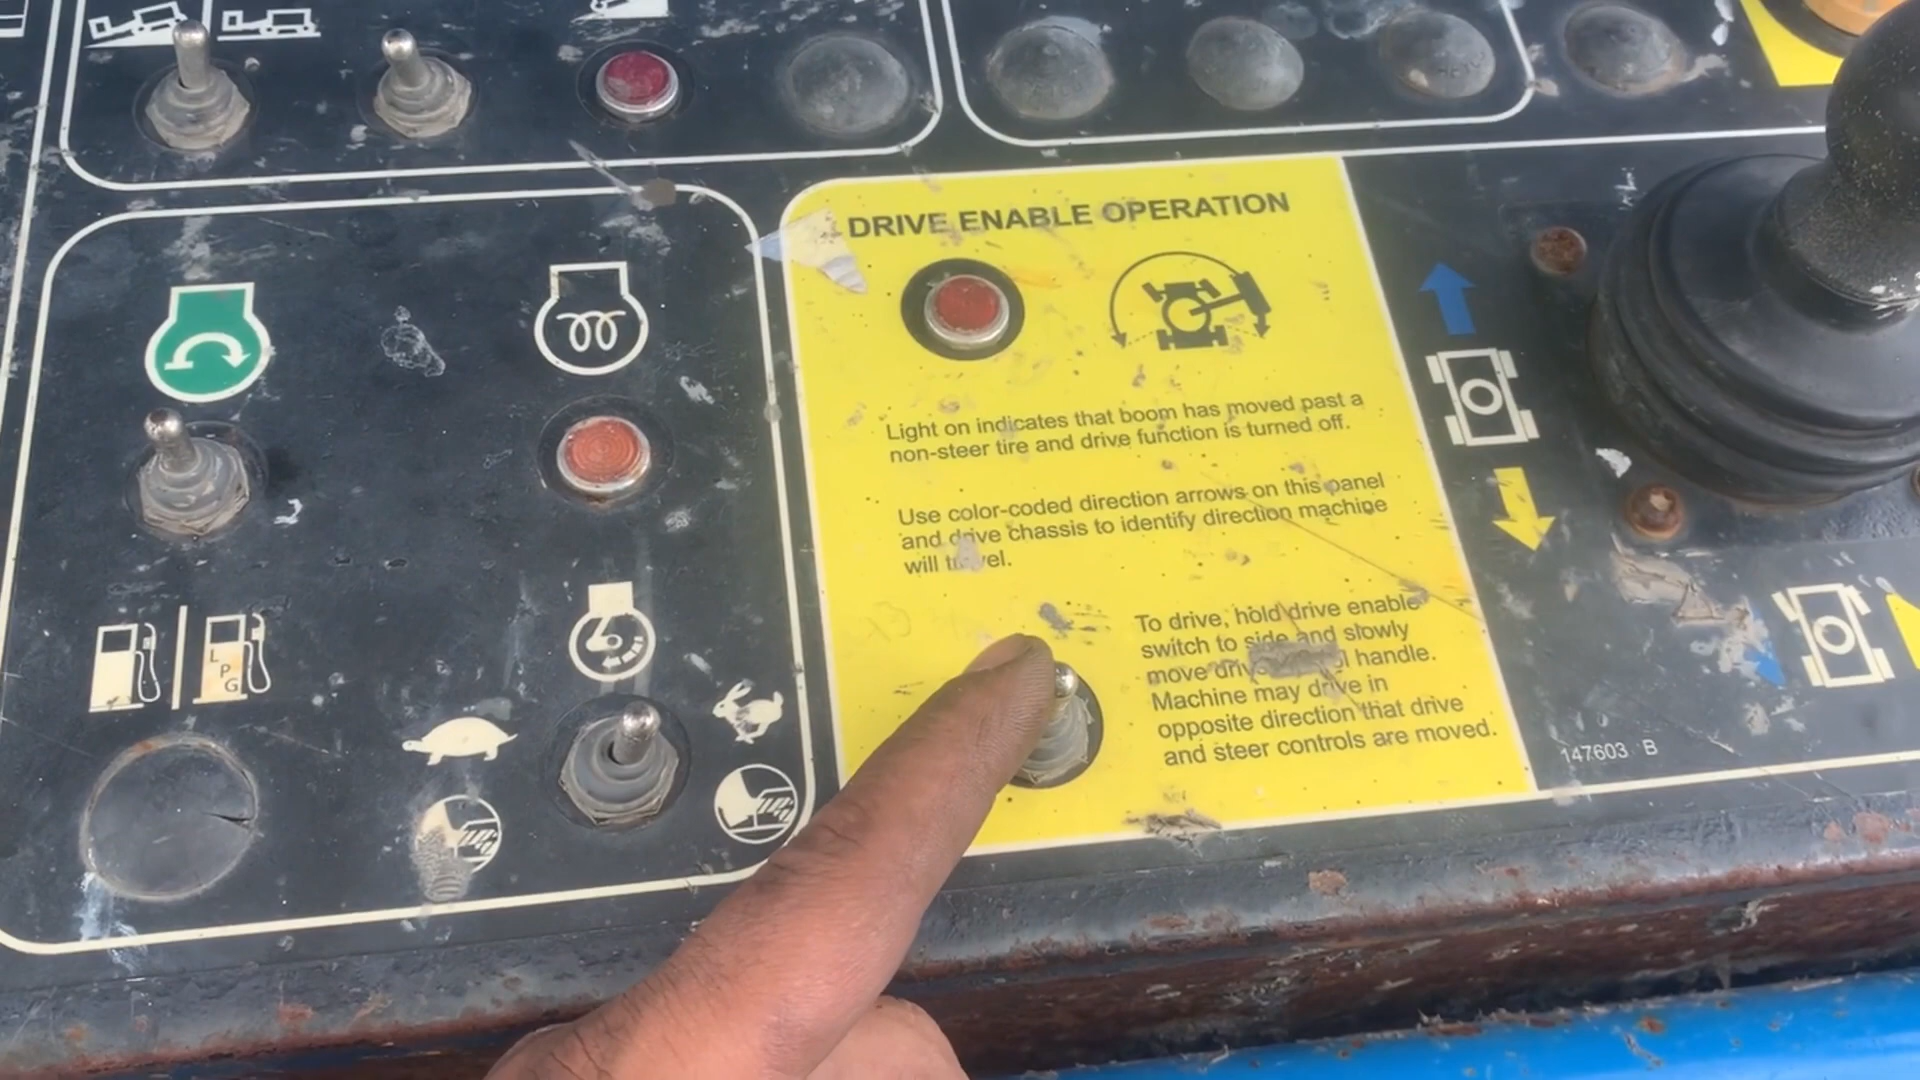 DRIVE ENABLE OPERATION
Light on indicates that boom has moved past a
non-steer tire and drive function is turned off.
Use color-coded direction arrows on this panel
and drive chassis to identify direction machine
will travel.
To drive, hold drive enable
switch to side and slowly
move handle.
Machine may drive in
opposite direction that drive
and steer controls are moved.
LPG
147603 B